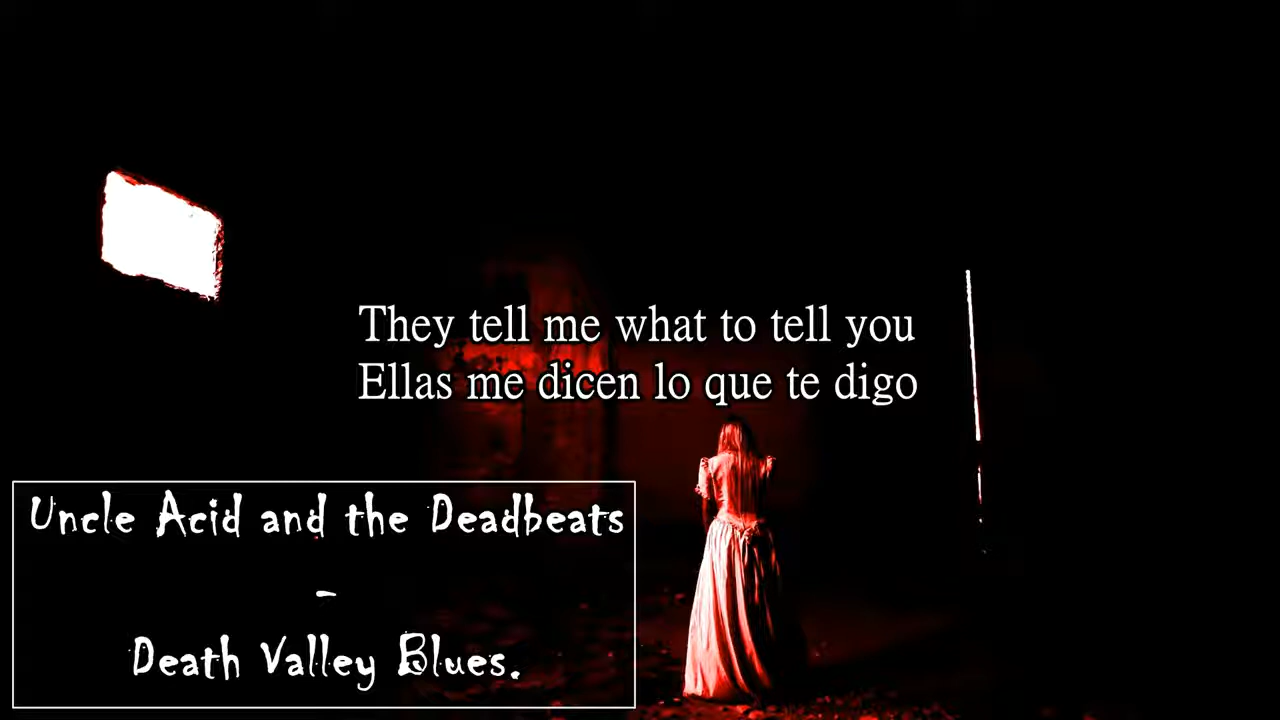 They tell me what to tell you
Ellas me dicen lo que te digo
Uncle Acid and the Deadbeats
-
Death Valley Blues.